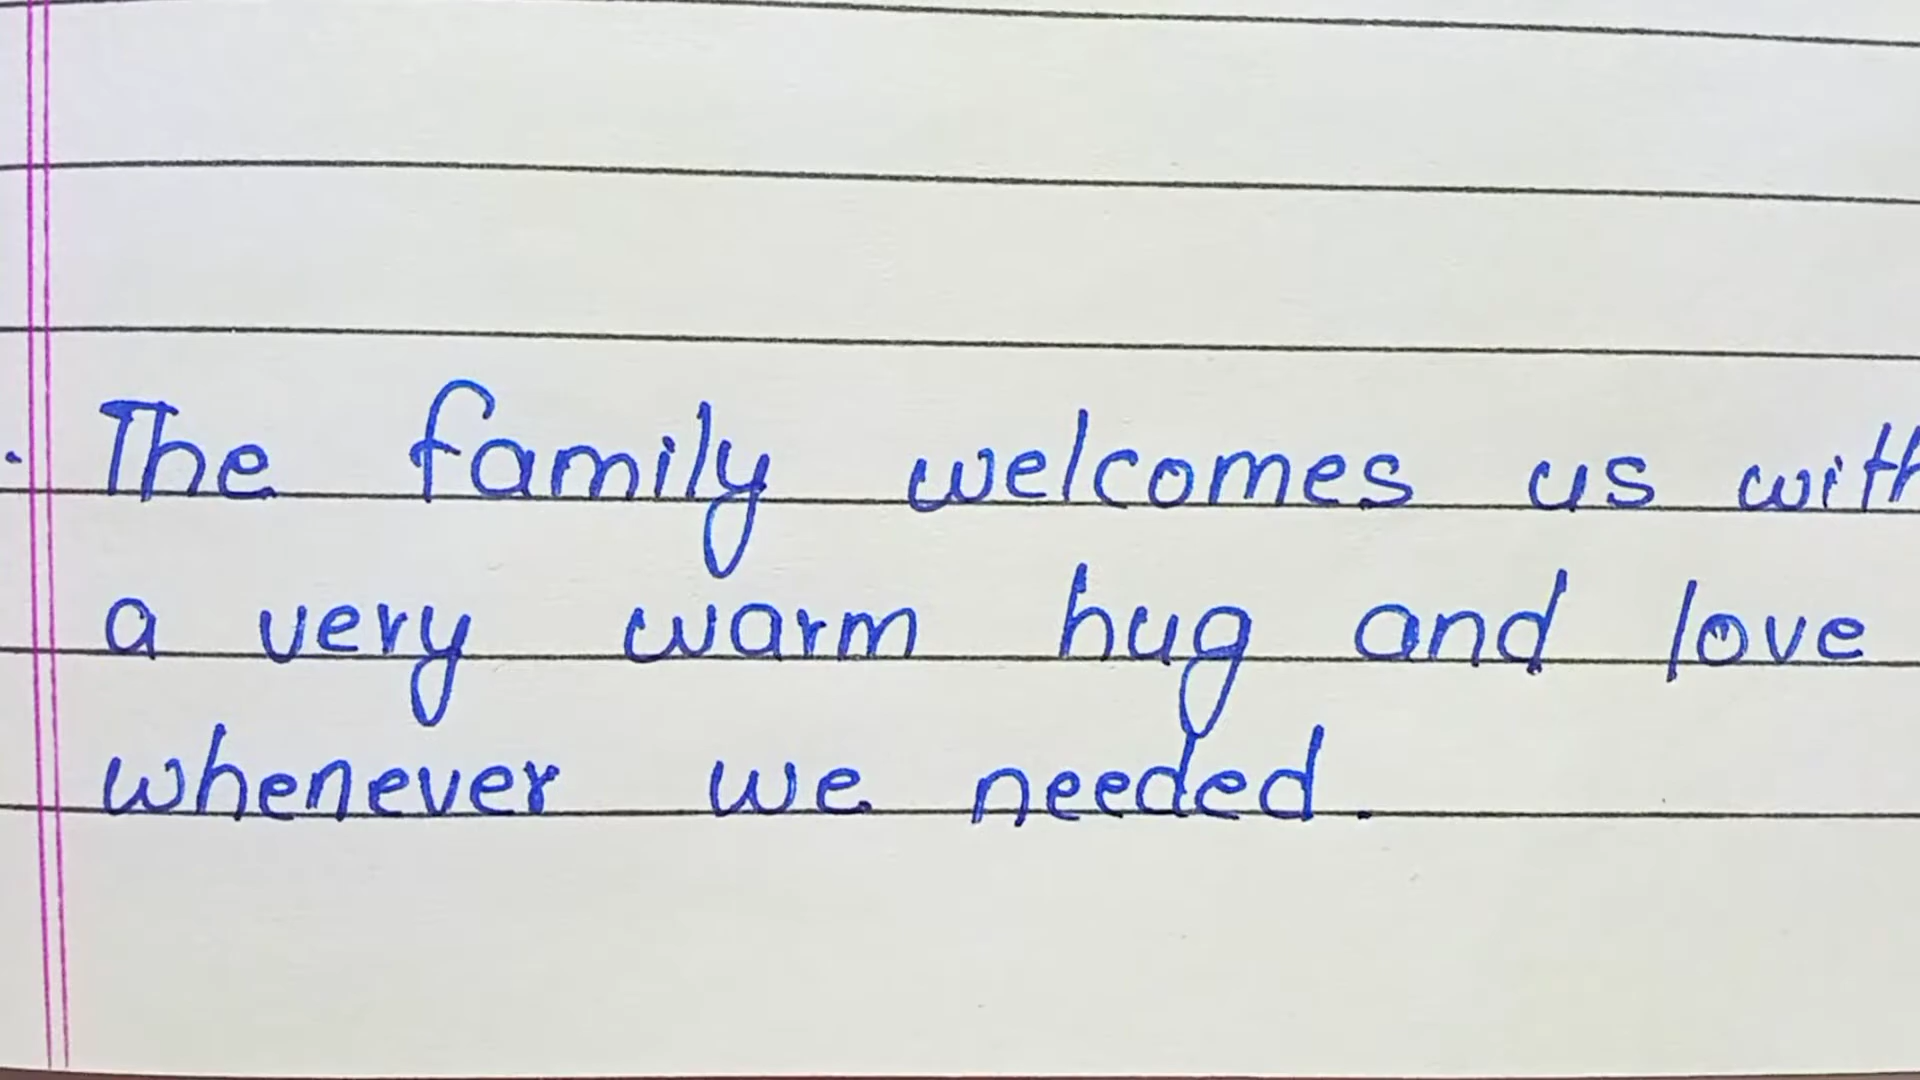 The family welcomes us with
a very warm hug and love
whenever we needed.